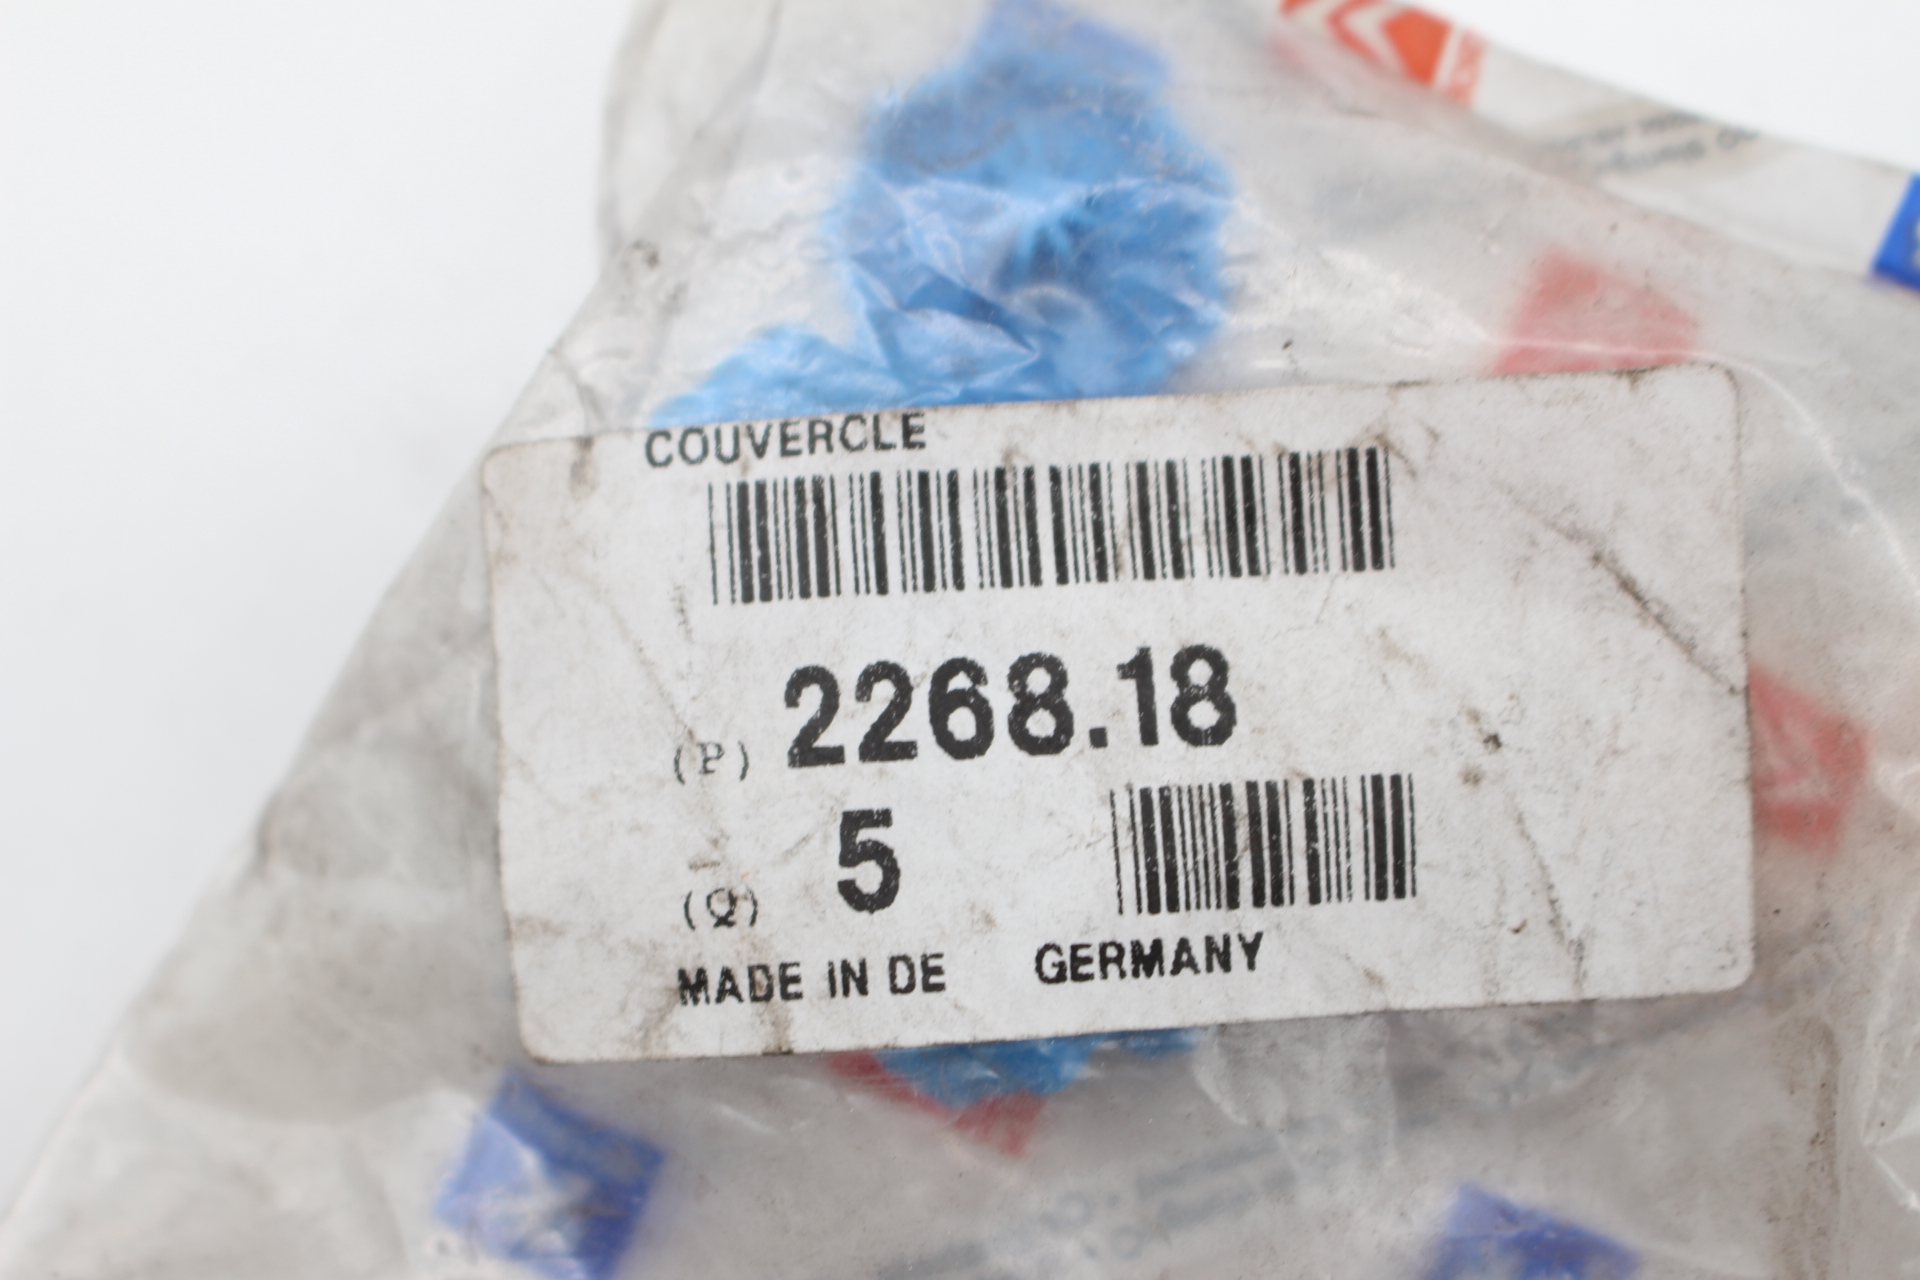 COUVERCLE
(P) 2268.18
(Q) 5
MADE IN DE GERMANY